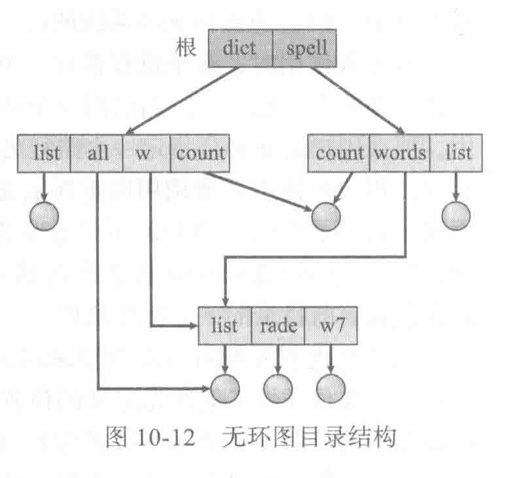 根 dict spell
list all w count count words list
list rade w7
图 10-12 无环图目录结构